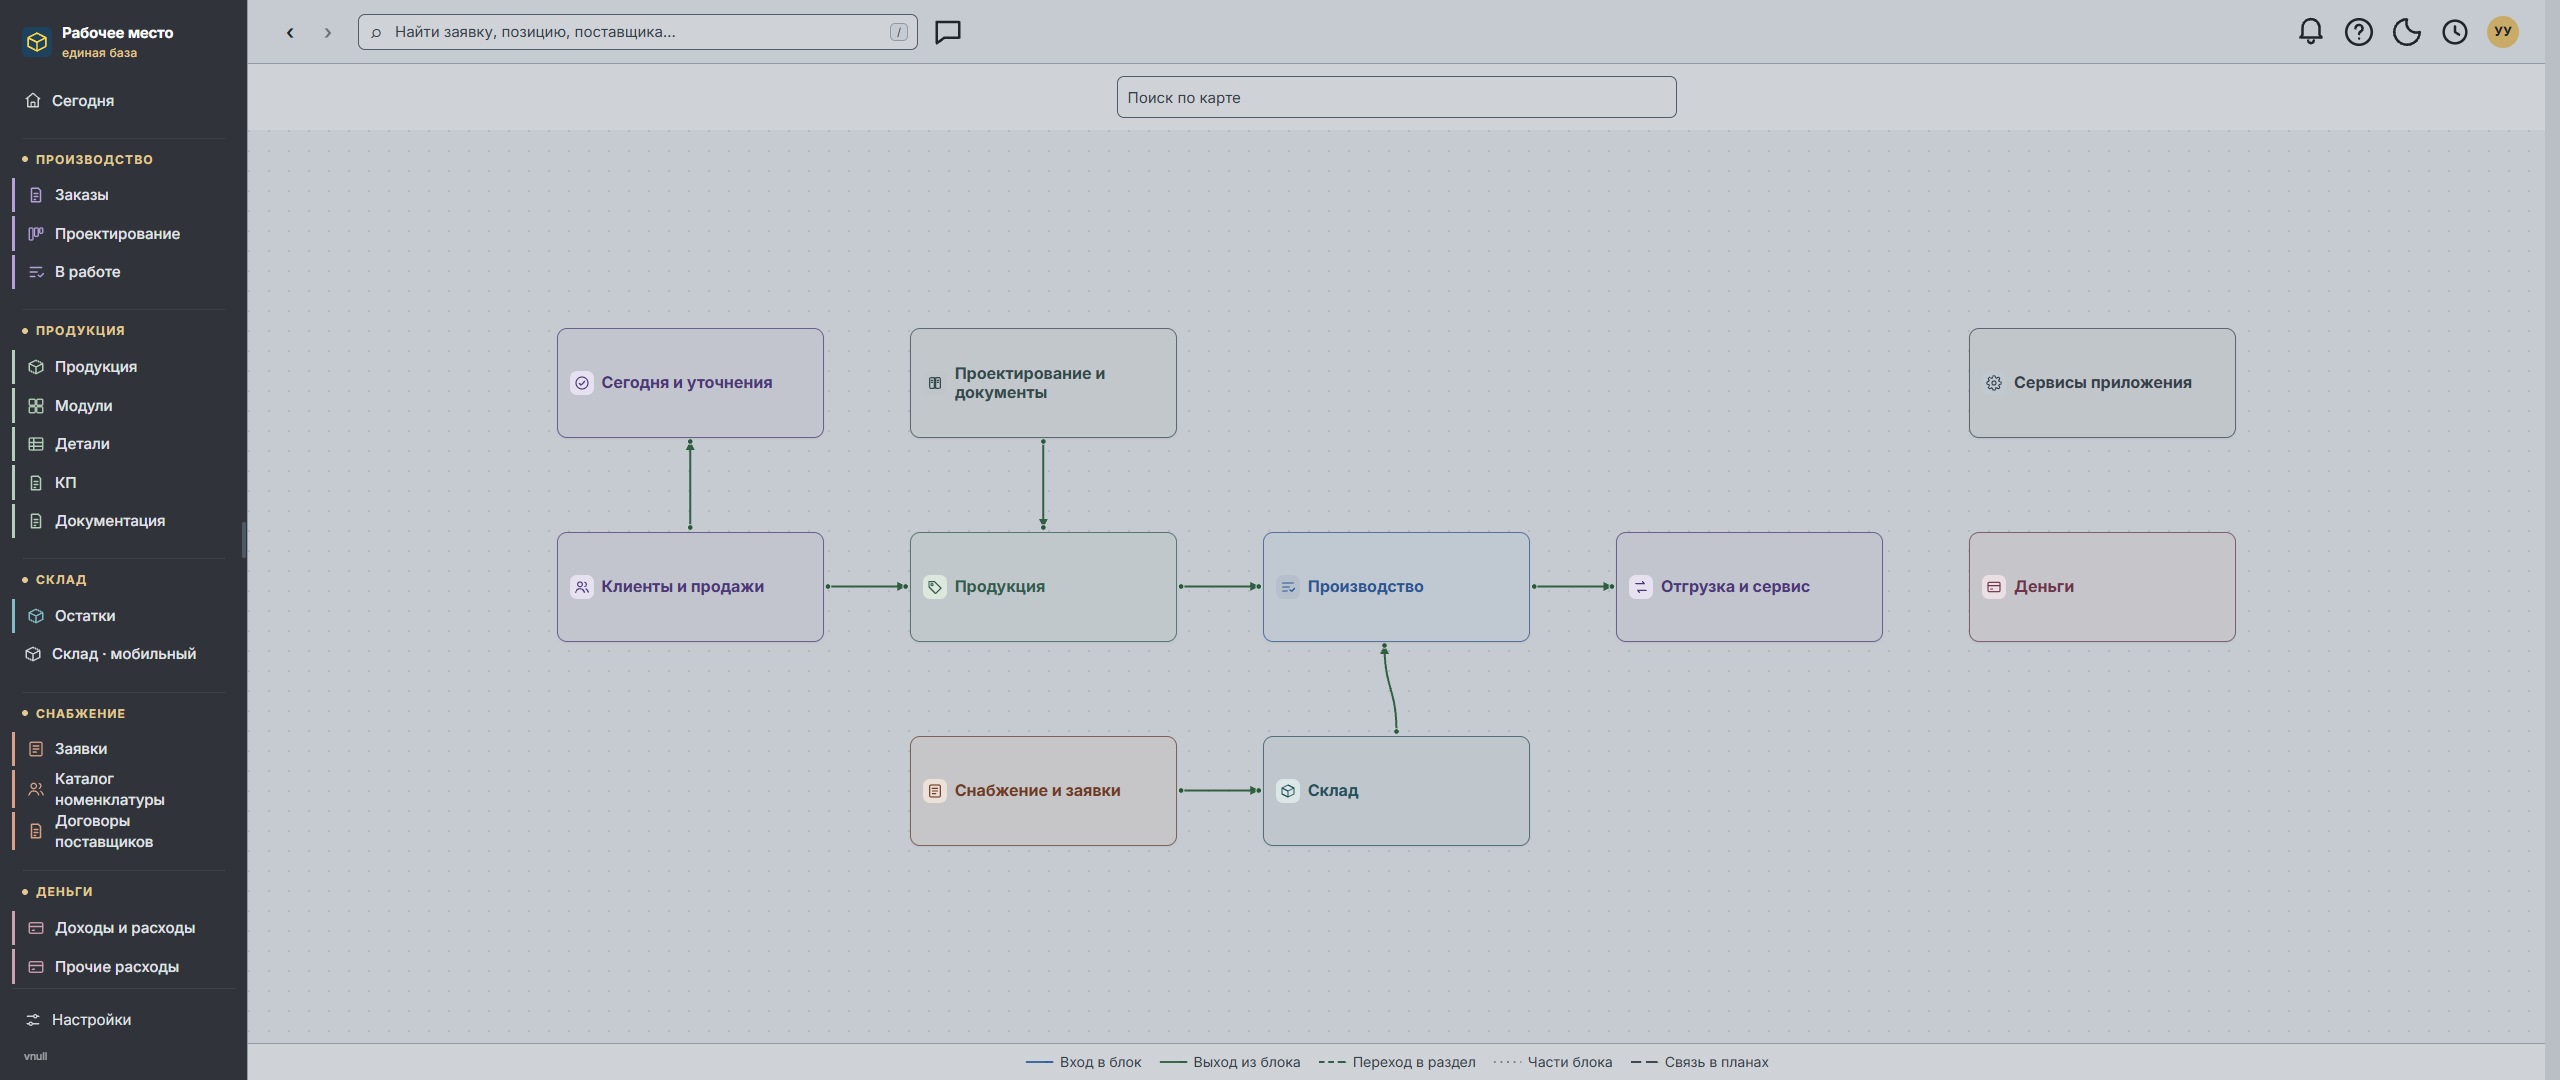 Рабочее место
единая база
Сегодня
ПРОИЗВОДСТВО
Заказы
Проектирование
В работе
ПРОДУКЦИЯ
Продукция
Модули
Детали
КП
Документация
СКЛАД
Остатки
Склад · мобильный
СНАБЖЕНИЕ
Заявки
Каталог
номенклатуры
Договоры
поставщиков
ДЕНЬГИ
Доходы и расходы
Прочие расходы
Настройки
vnull
Найти заявку, позицию, поставщика...
/
УУ
Поиск по карте
Сегодня и уточнения
Проектирование и
документы
Сервисы приложения
Клиенты и продажи
Продукция
Производство
Отгрузка и сервис
Деньги
Снабжение и заявки
Склад
Вход в блок
Выход из блока
Переход в раздел
Части блока
Связь в планах